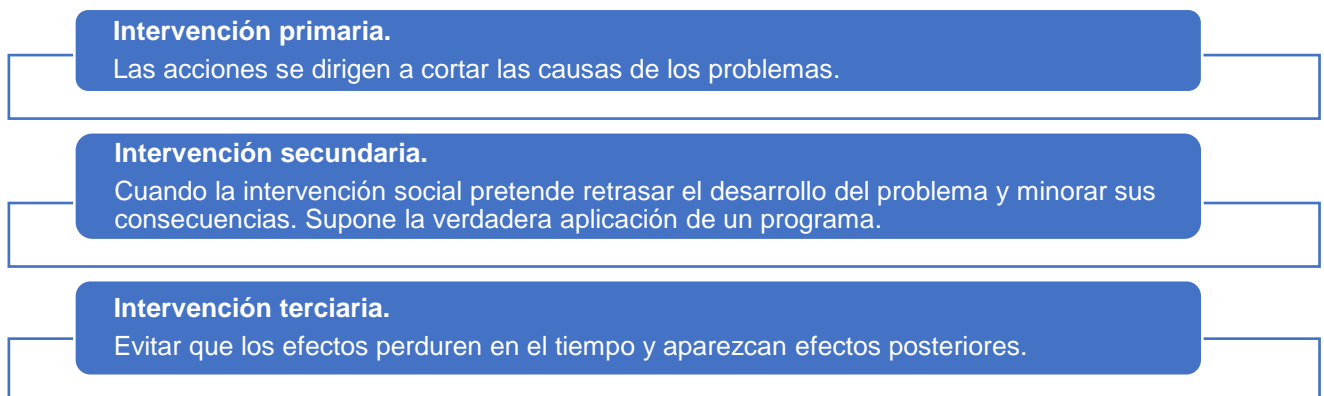 Intervención primaria.
Las acciones se dirigen a cortar las causas de los problemas.
Intervención secundaria.
Cuando la intervención social pretende retrasar el desarrollo del problema y minorar sus
consecuencias. Supone la verdadera aplicación de un programa.
Intervención terciaria.
Evitar que los efectos perduren en el tiempo y aparezcan efectos posteriores.